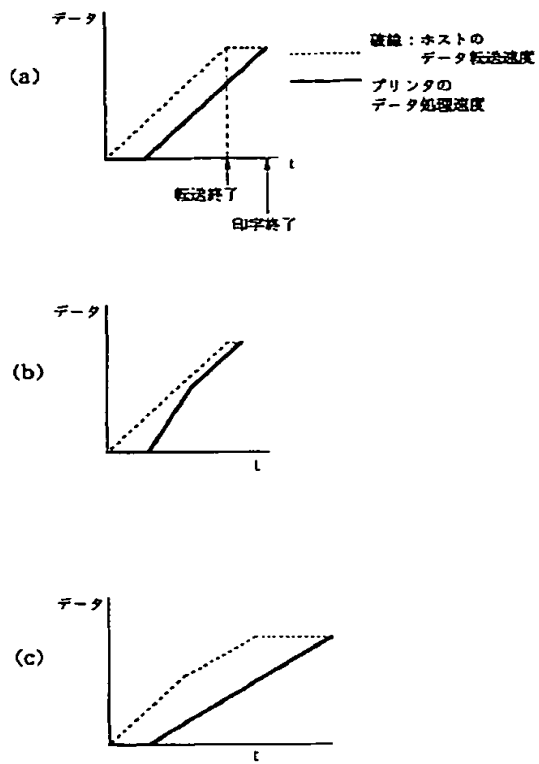 データ
(a)
破線:ホストの
データ転送速度
プリンタの
データ処理速度
t
転送終了
印字終了
データ
(b)
t
データ
(c)
t